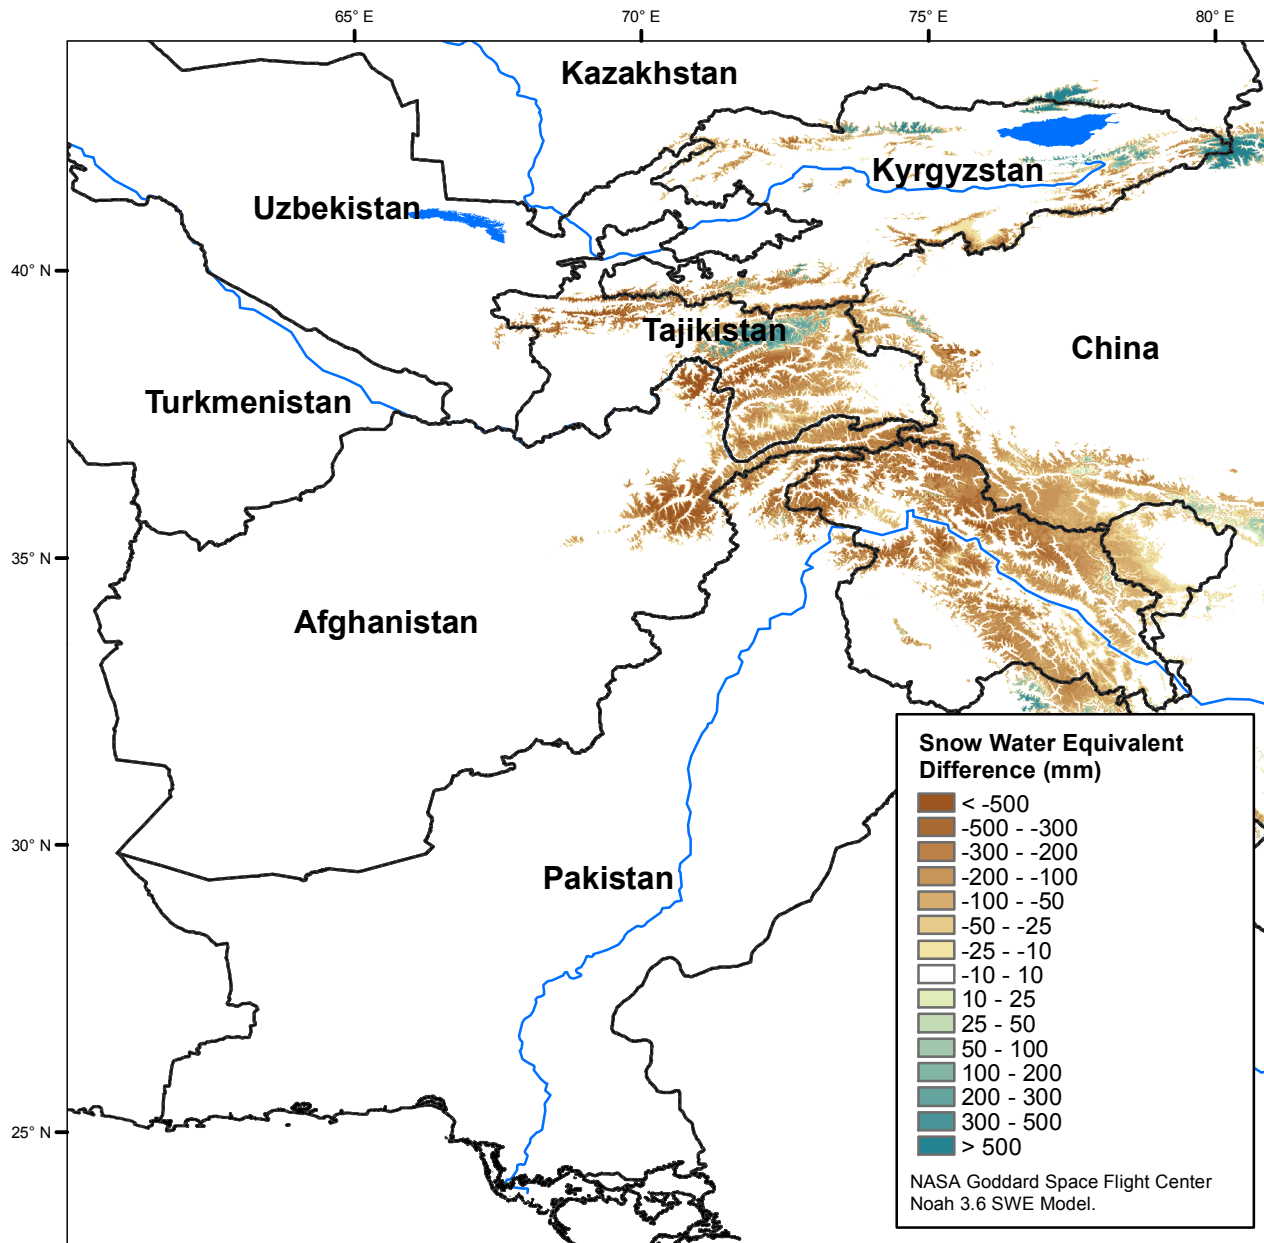 65° E
70° E
75° E
80° E
Kazakhstan
Kyrgyzstan
Uzbekistan
40° N
Tajikistan
China
Turkmenistan
35° N
Afghanistan
Snow Water Equivalent
Difference (mm)
< -500
-500 - -300
-300 - -200
-200 - -100
-100 - -50
-50 - -25
-25 - -10
-10 - 10
10 - 25
25 - 50
50 - 100
100 - 200
200 - 300
300 - 500
> 500
NASA Goddard Space Flight Center
Noah 3.6 SWE Model.
30° N
Pakistan
25° N